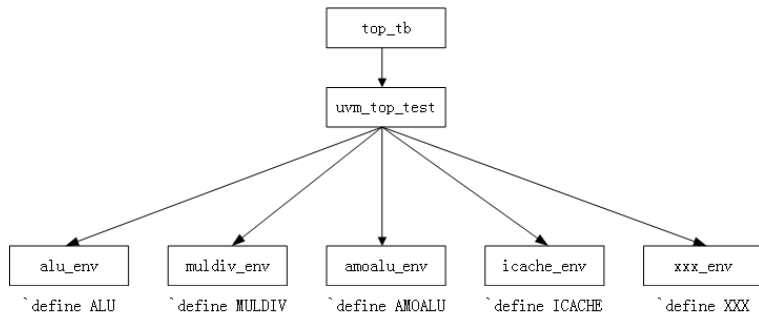 top_tb
uvm_top_test
alu_env muldiv_env amoalu_env icache_env xxx_env
`define ALU `define MULDIV `define AMOALU `define ICACHE `define XXX